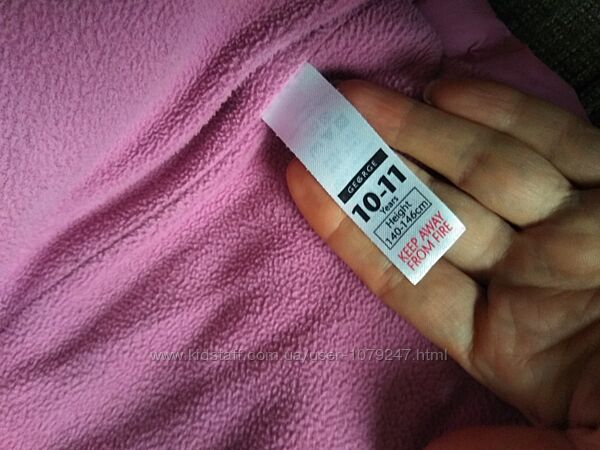 GEORGE
10-11
Years
Height
140-146cm
KEEP AWAY
FROM FIRE
www.kidstaff.com.ua/user-1079247.html